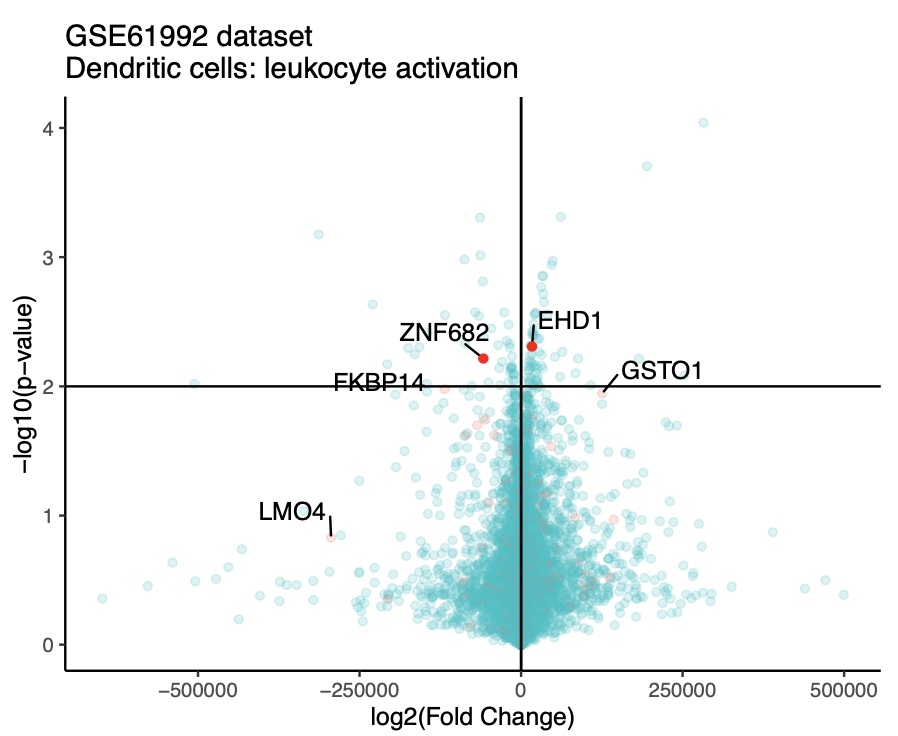 GSE61992 dataset
Dendritic cells: leukocyte activation
4
3
2
1
0
−log10(p−value)
ZNF682
EHD1
FKBP14
GSTO1
LMO4
−500000
−250000
0
250000
500000
log2(Fold Change)